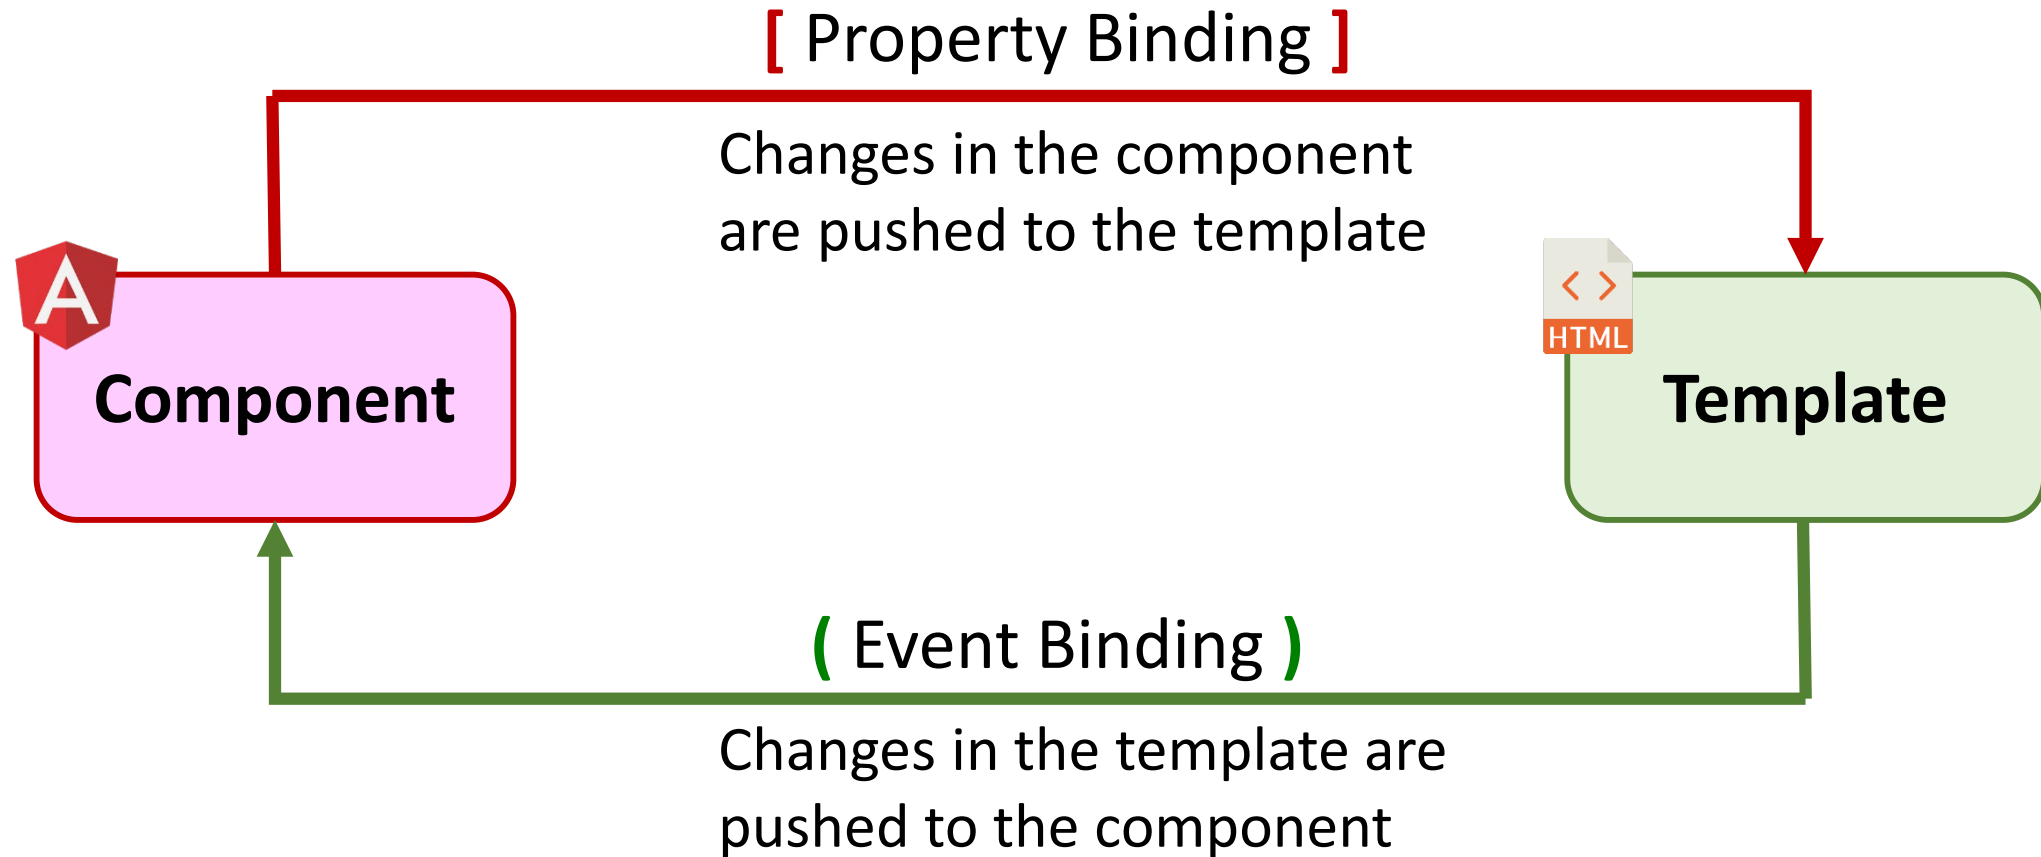 [ Property Binding ]
Changes in the component
are pushed to the template
A
< >
HTML
Component
Template
( Event Binding )
Changes in the template are
pushed to the component